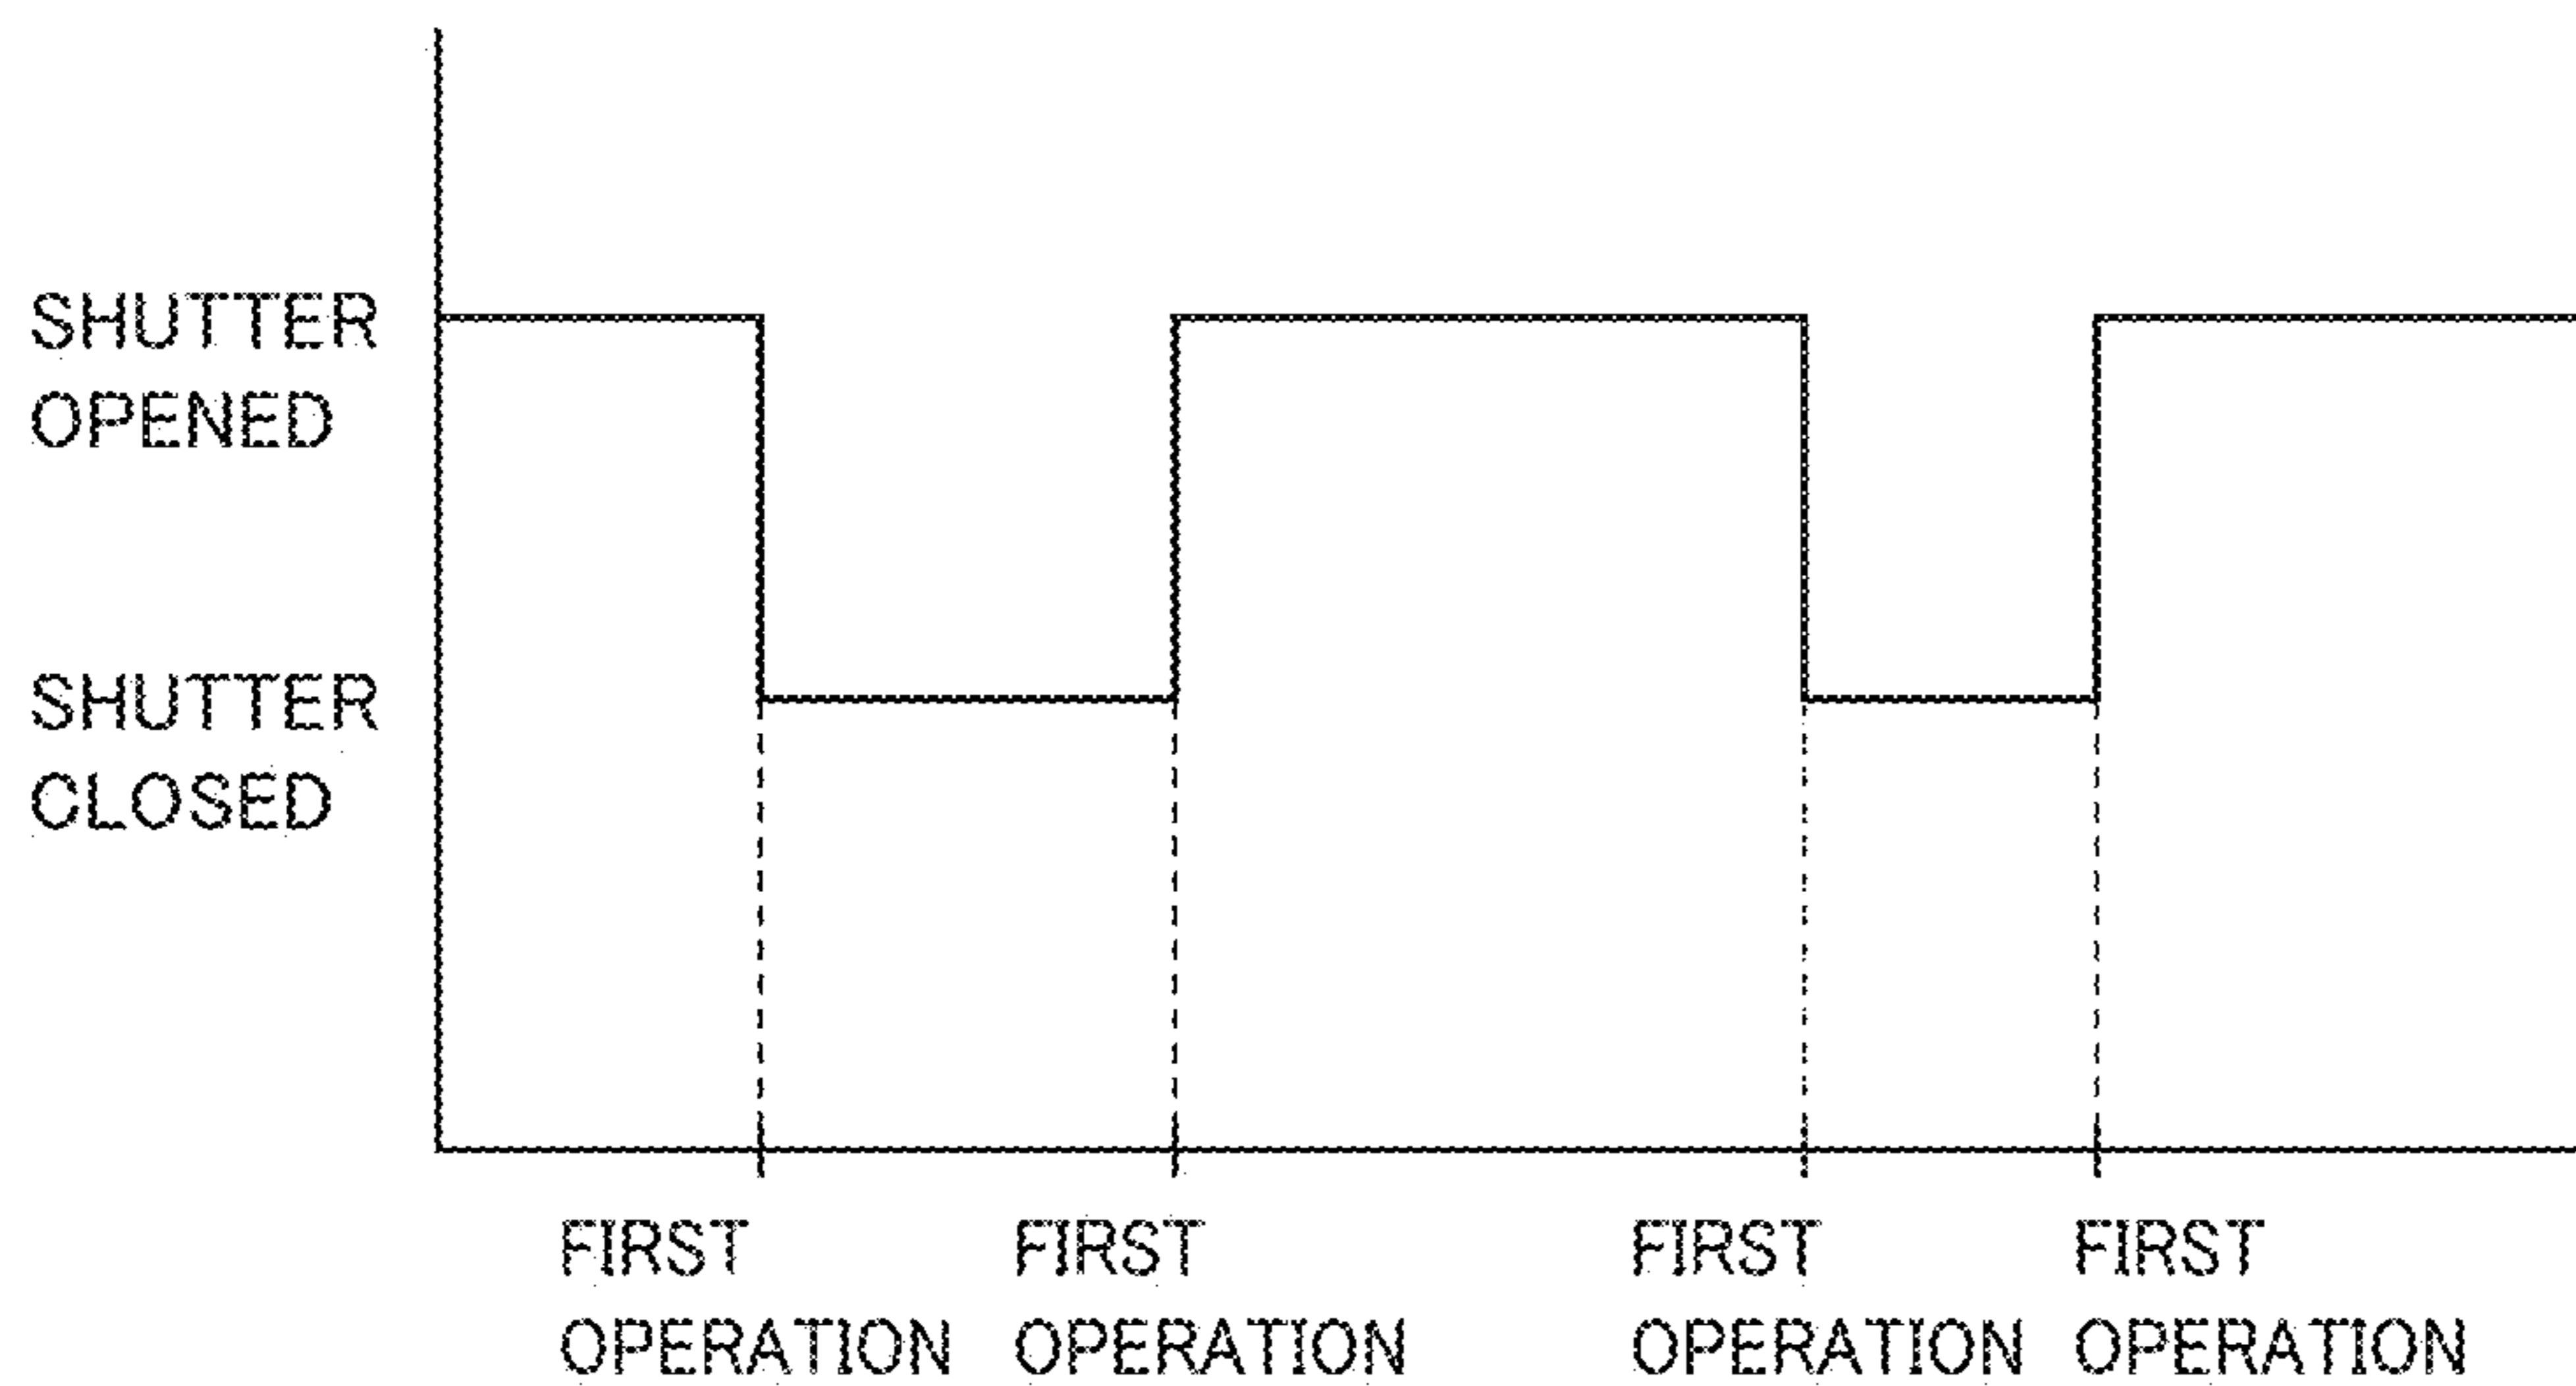 SHUTTER
OPENED
SHUTTER
CLOSED
FIRST
OPERATION
FIRST
OPERATION
FIRST
OPERATION
FIRST
OPERATION